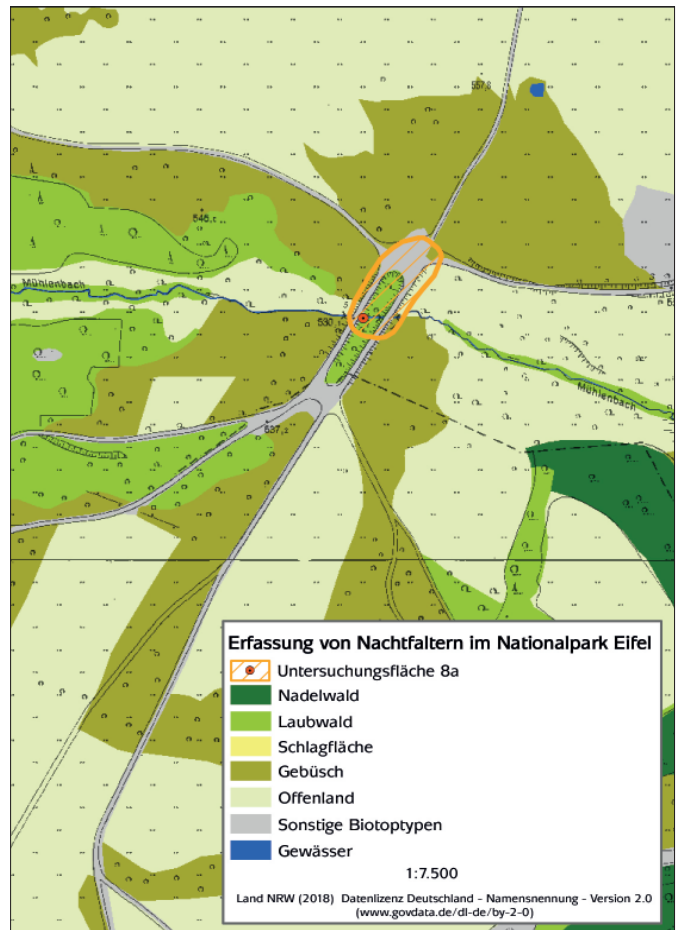 557,8
546,
Mühlenbach
530,
537,2
Mühlenbach
Erfassung von Nachtfaltern im Nationalpark Eifel
Untersuchungsfläche 8a
Nadelwald
Laubwald
Schlagfläche
Gebüsch
Offenland
Sonstige Biotoptypen
Gewässer
1:7.500
Land NRW (2018) Datenlizenz Deutschland - Namensnennung - Version 2.0
(www.govdata.de/dl-de/by-2-0)